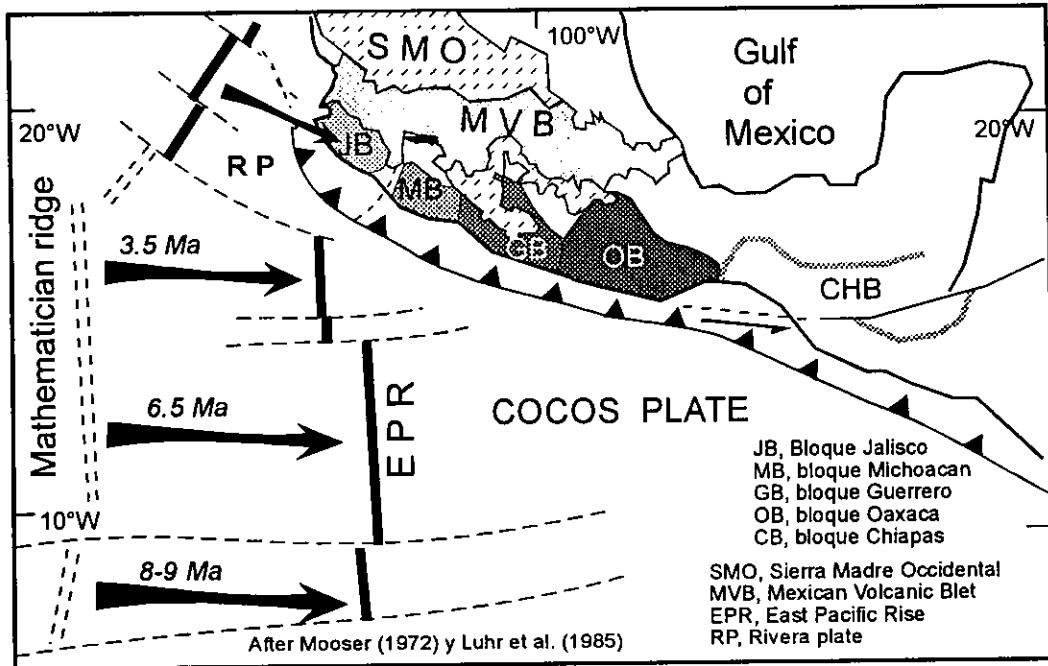 100°W
SMO
Gulf
of
Mexico
20°W
20°W
MVB
JB
RP
MB
GB
OB
CHB
Mathematician ridge
3.5 Ma
6.5 Ma
EPR
COCOS PLATE
10°W
8-9 Ma
JB, Bloque Jalisco
MB, bloque Michoacan
GB, bloque Guerrero
OB, bloque Oaxaca
CB, bloque Chiapas
SMO, Sierra Madre Occidental
MVB, Mexican Volcanic Blet
EPR, East Pacific Rise
RP, Rivera plate
After Mooser (1972) y Luhr et al. (1985)